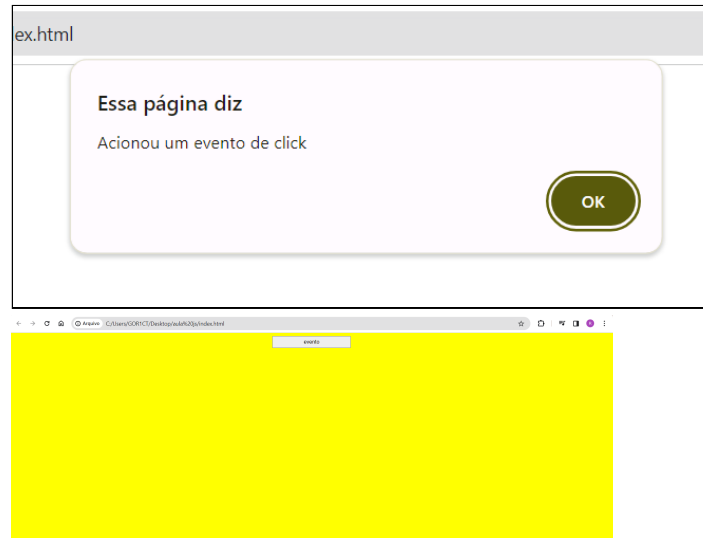 ex.html
Essa página diz
Acionou um evento de click
OK
Arquivo C:/Users/GOR1CT/Desktop/aula%20js/index.html
evento